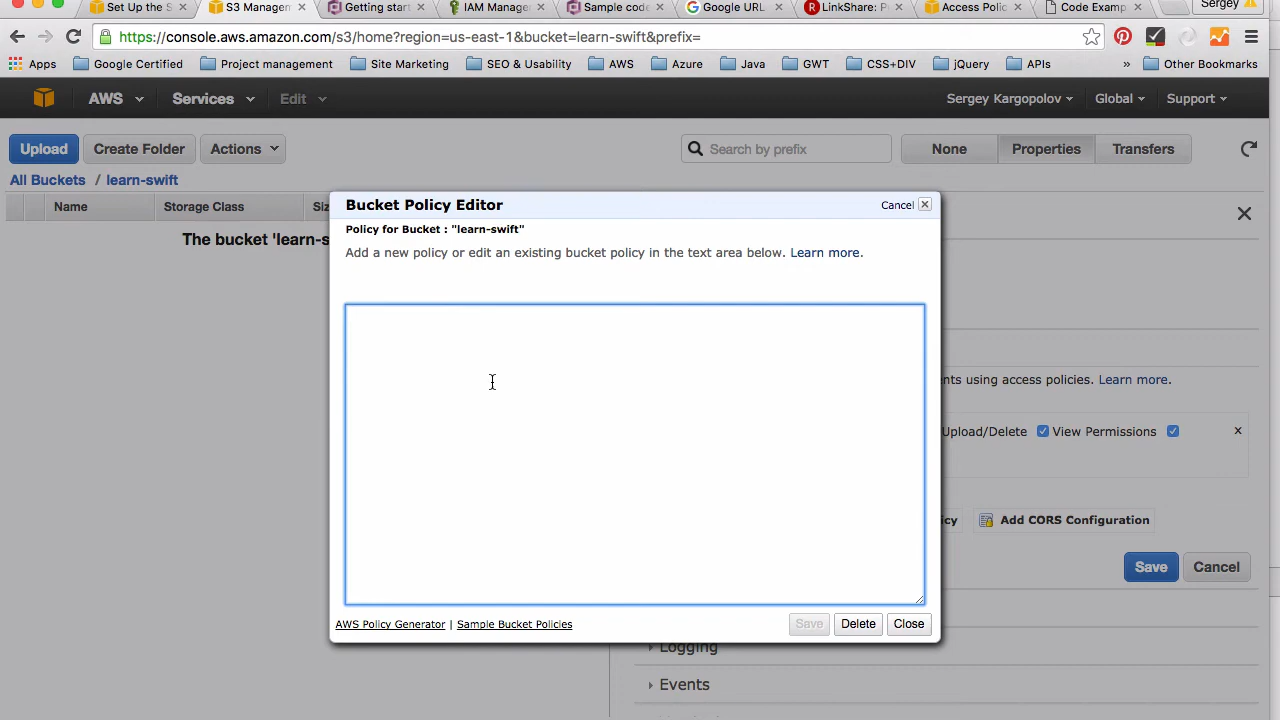 Set Up the S
S3 Managem
Getting start
IAM Manage
Sample code
Google URL
LinkShare: P
Access Polic
Code Examp
Sergey
https://console.aws.amazon.com/s3/home?region=us-east-1&bucket=learn-swift&prefix=
Apps
Google Certified
Project management
Site Marketing
SEO & Usability
AWS
Azure
Java
GWT
CSS+DIV
jQuery
APIs
»
Other Bookmarks
AWS
Services
Edit
Sergey Kargopolov
Global
Support
Upload
Create Folder
Actions
Search by prefix
None
Properties
Transfers
All Buckets / learn-swift
Name
Storage Class
Siz
The bucket 'learn-s
Bucket Policy Editor
Cancel
Policy for Bucket : "learn-swift"
Add a new policy or edit an existing bucket policy in the text area below. Learn more.
nts using access policies. Learn more.
Upload/Delete
View Permissions
x
cy
Add CORS Configuration
Save
Cancel
AWS Policy Generator | Sample Bucket Policies
Save
Delete
Close
Logging
Events